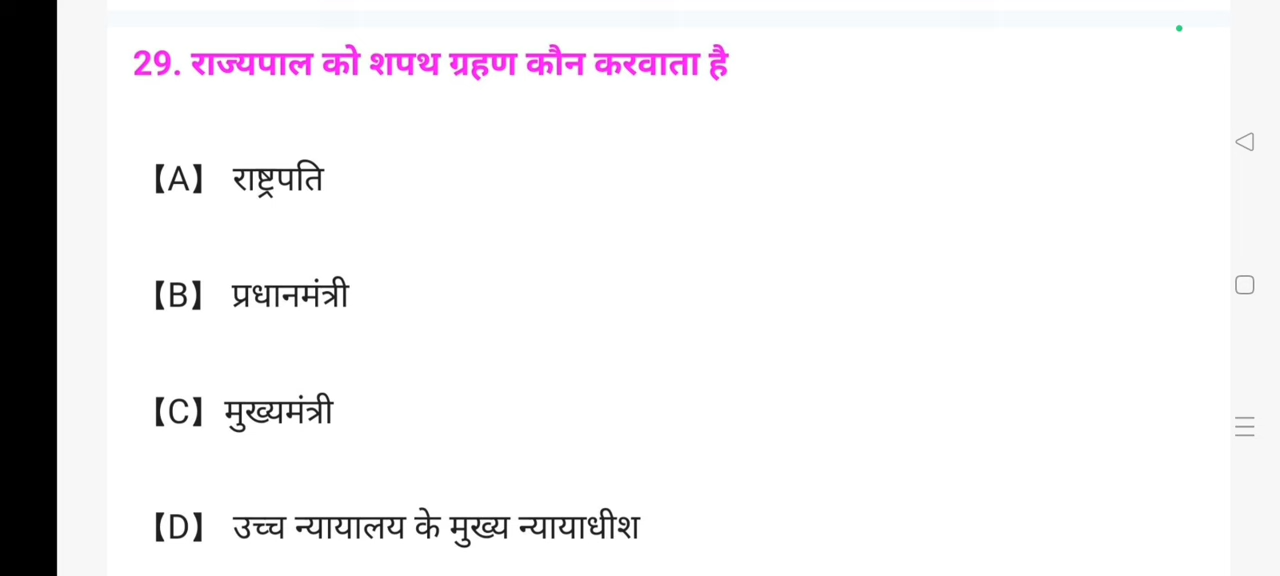 29. राज्यपाल को शपथ ग्रहण कौन करवाता है
【A】 राष्ट्रपति
【B】 प्रधानमंत्री
【C】 मुख्यमंत्री
【D】 उच्च न्यायालय के मुख्य न्यायाधीश